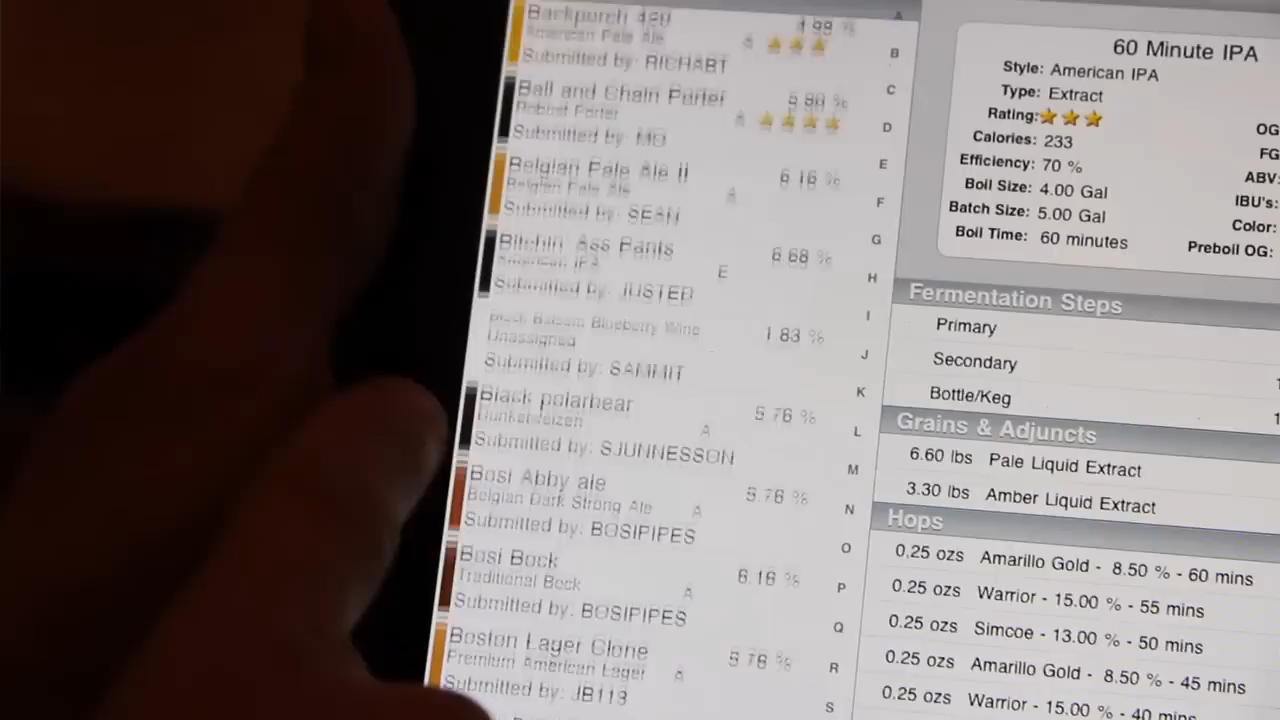 Backporch
American Pale Ale
Submitted by: RICHART
Ball and Chain Porter
Robust Porter
Submitted by: MO
Belgian Pale Ale II 6.16 %
Belgian Pale Ale A
Submitted by: SEAN
Bitchin Ass Pants 6.68 %
American IPA E
Submitted by:
Black Balsam Blueberry Wine 1.83 %
Unassigned
Submitted by: SAMMIT
Black polarbear 5.76 %
Dunkelweizen A
Submitted by: SJUNNESSON
Bosi Abby ale 5.76 %
Belgian Dark Strong Ale A
Submitted by: BOSIPIPES
Bosi Bock 6.16 %
Traditional Bock A
Submitted by: BOSIPIPES
Boston Lager Clone 5.76 %
Premium American Lager A
Submitted by: JB113
A
B
C
D
E
F
G
H
I
J
K
L
M
N
O
P
Q
R
S
60 Minute IPA
Style: American IPA
Type: Extract
Rating:
Calories: 233
Efficiency: 70 %
Boil Size: 4.00 Gal
Batch Size: 5.00 Gal
Boil Time: 60 minutes
OG
FG
ABV:
IBU's:
Color:
Preboil OG:
Fermentation Steps
Primary
Secondary
Bottle/Keg
Grains & Adjuncts
6.60 lbs Pale Liquid Extract
3.30 lbs Amber Liquid Extract
Hops
0.25 ozs Amarillo Gold - 8.50 % - 60 mins
0.25 ozs Warrior - 15.00 % - 55 mins
0.25 ozs Simcoe - 13.00 % - 50 mins
0.25 ozs Amarillo Gold - 8.50 % - 45 mins
0.25 ozs Warrior - 15.00 % - 40 mins